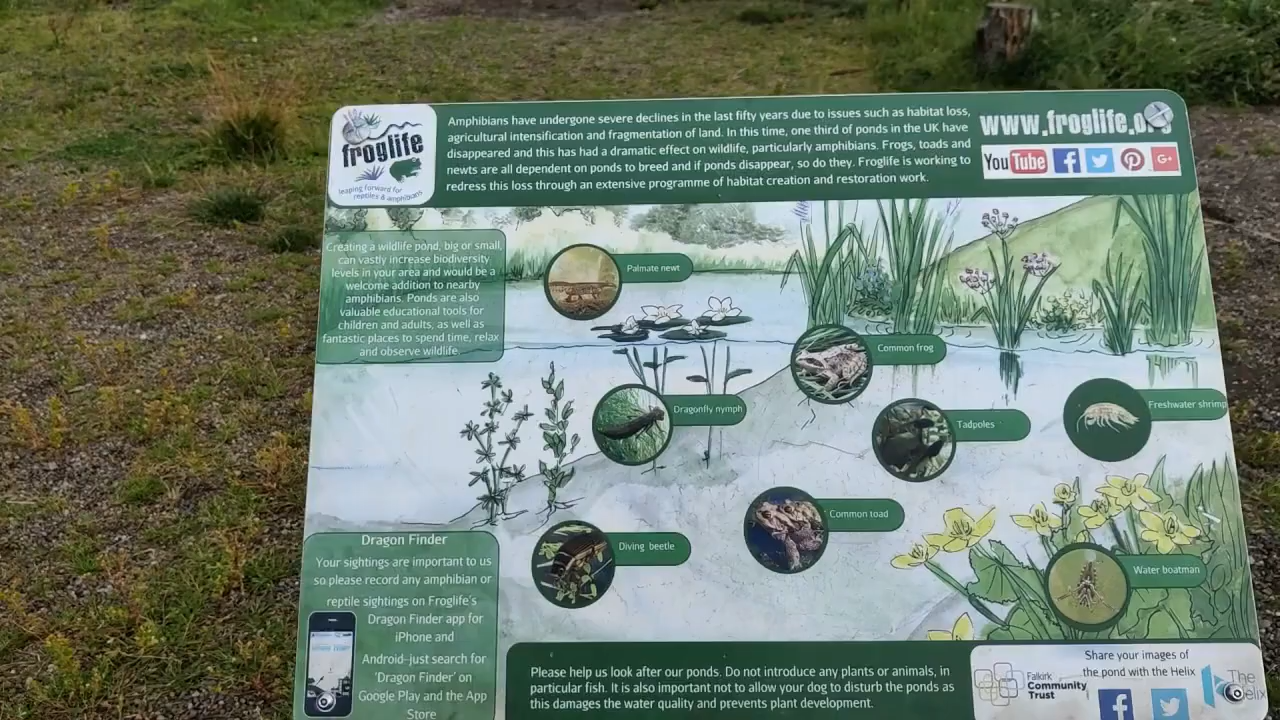 froglife
leaping forward for
reptiles & amphibians
Amphibians have undergone severe declines in the last fifty years due to issues such as habitat loss,
agricultural intensification and fragmentation of land. In this time, one third of ponds in the UK have
disappeared and this has had a dramatic effect on wildlife, particularly amphibians. Frogs, toads and
newts are all dependent on ponds to breed and if ponds disappear, so do they. Froglife is working to
redress this loss through an extensive programme of habitat creation and restoration work.
www.froglife.org
YouTube
Creating a wildlife pond, big or small,
can vastly increase biodiversity
levels in your area and would be a
welcome addition to nearby
amphibians. Ponds are also
valuable educational tools for
children and adults, as well as
fantastic places to spend time, relax
and observe wildlife.
Palmate newt
Common frog
Dragonfly nymph
Freshwater shrimp
Tadpoles
Common toad
Diving beetle
Water boatman
Dragon Finder
Your sightings are important to us
so please record any amphibian or
reptile sightings on Froglife's
Dragon Finder app for
iPhone and
Android-just search for
'Dragon Finder' on
Google Play and the App
Store
Please help us look after our ponds. Do not introduce any plants or animals, in
particular fish. It is also important not to allow your dog to disturb the ponds as
this damages the water quality and prevents plant development.
Falkirk
Community
Trust
Share your images of
the pond with the Helix
The
Helix